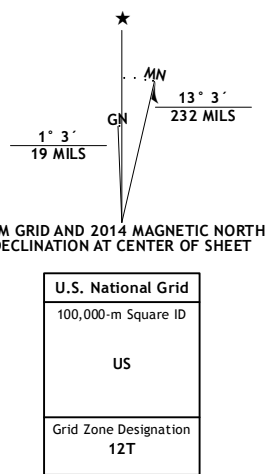 ★
MN
GN
13° 3´
232 MILS
1° 3´
19 MILS
M GRID AND 2014 MAGNETIC NORTH
DECLINATION AT CENTER OF SHEET
U.S. National Grid
100,000-m Square ID
US
Grid Zone Designation
12T